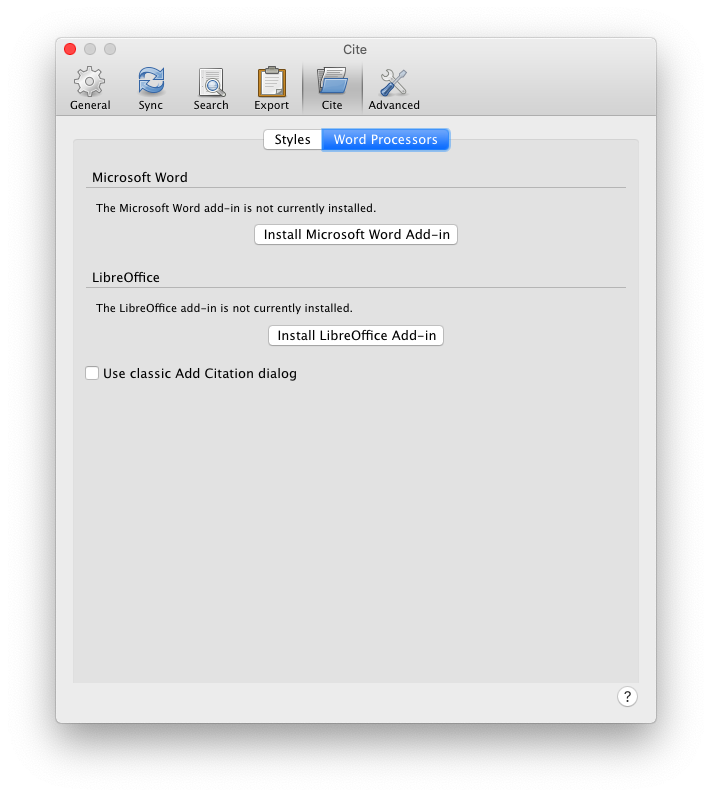 Cite
General Sync Search Export Cite Advanced
Styles Word Processors
Microsoft Word
The Microsoft Word add-in is not currently installed.
Install Microsoft Word Add-in
LibreOffice
The LibreOffice add-in is not currently installed.
Install LibreOffice Add-in
Use classic Add Citation dialog
?